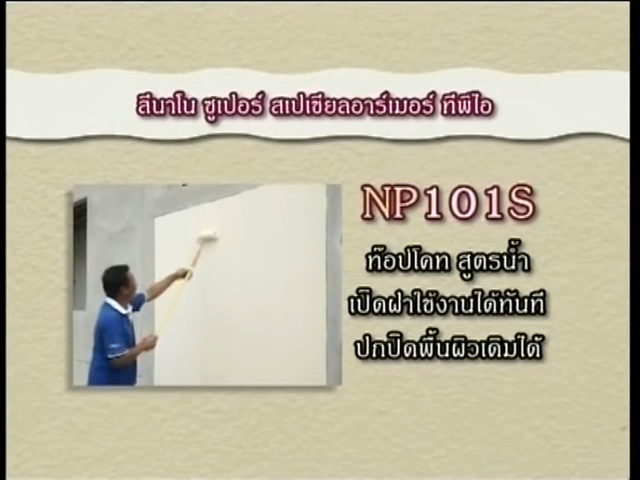 สีนาโน ซูเปอร์ สเปเชียลอาร์เมอร์ ทีพีไอ
NP101S
ท๊อปโคท สูตรน้ำ
เปิดฝาใช้งานได้ทันที
ปกปิดพื้นผิวเดิมได้